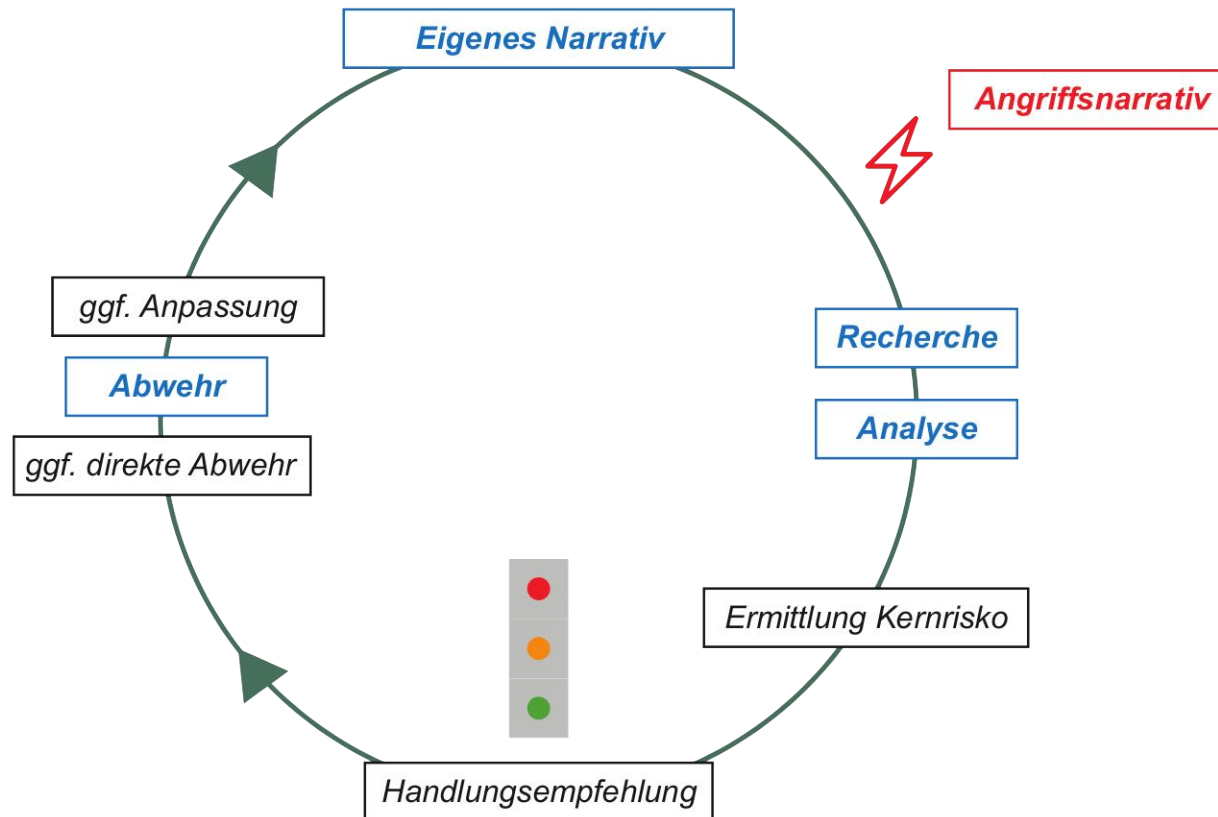 Eigenes Narrativ
Angriffsnarrativ
Recherche
Analyse
Ermittlung Kernrisko
Handlungsempfehlung
ggf. direkte Abwehr
Abwehr
ggf. Anpassung